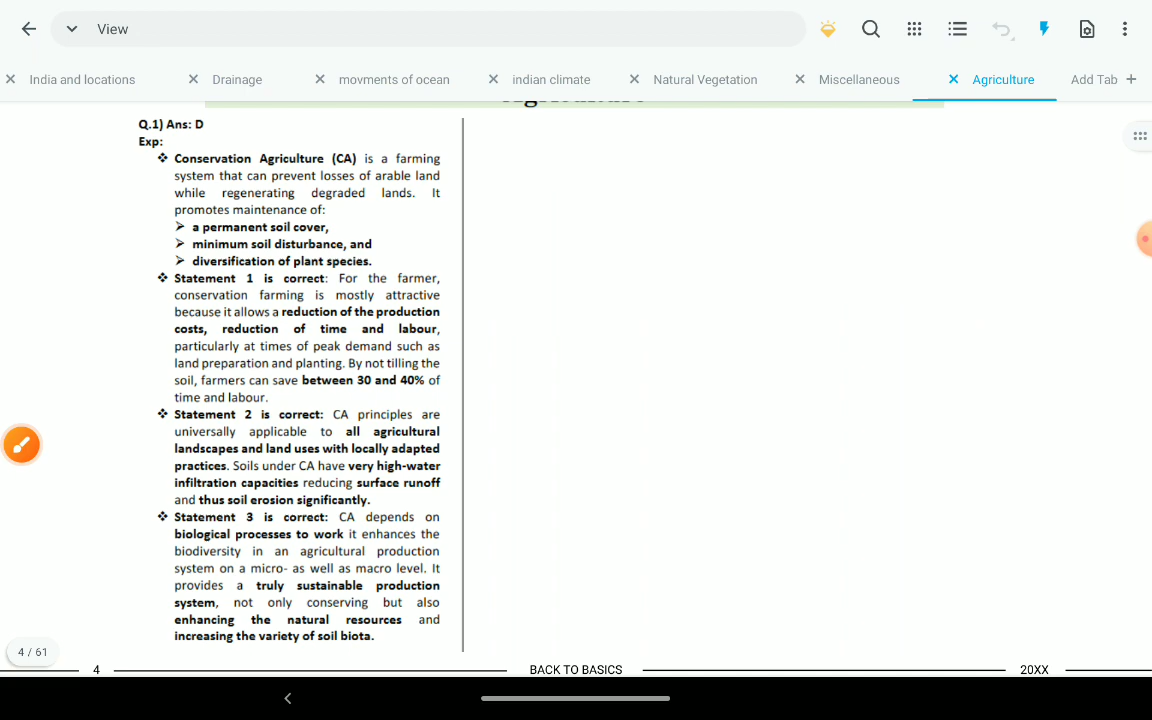 View
India and locations
Drainage
movments of ocean
indian climate
Natural Vegetation
Miscellaneous
Agriculture
Add Tab +
Agriculture
Q.1) Ans: D
Exp:
❖ Conservation Agriculture (CA) is a farming
system that can prevent losses of arable land
while regenerating degraded lands. It
promotes maintenance of:
➢ a permanent soil cover,
➢ minimum soil disturbance, and
➢ diversification of plant species.
❖ Statement 1 is correct: For the farmer,
conservation farming is mostly attractive
because it allows a reduction of the production
costs, reduction of time and labour,
particularly at times of peak demand such as
land preparation and planting. By not tilling the
soil, farmers can save between 30 and 40% of
time and labour.
❖ Statement 2 is correct: CA principles are
universally applicable to all agricultural
landscapes and land uses with locally adapted
practices. Soils under CA have very high-water
infiltration capacities reducing surface runoff
and thus soil erosion significantly.
❖ Statement 3 is correct: CA depends on
biological processes to work it enhances the
biodiversity in an agricultural production
system on a micro- as well as macro level. It
provides a truly sustainable production
system, not only conserving but also
enhancing the natural resources and
increasing the variety of soil biota.
4 / 61
4
BACK TO BASICS
20XX